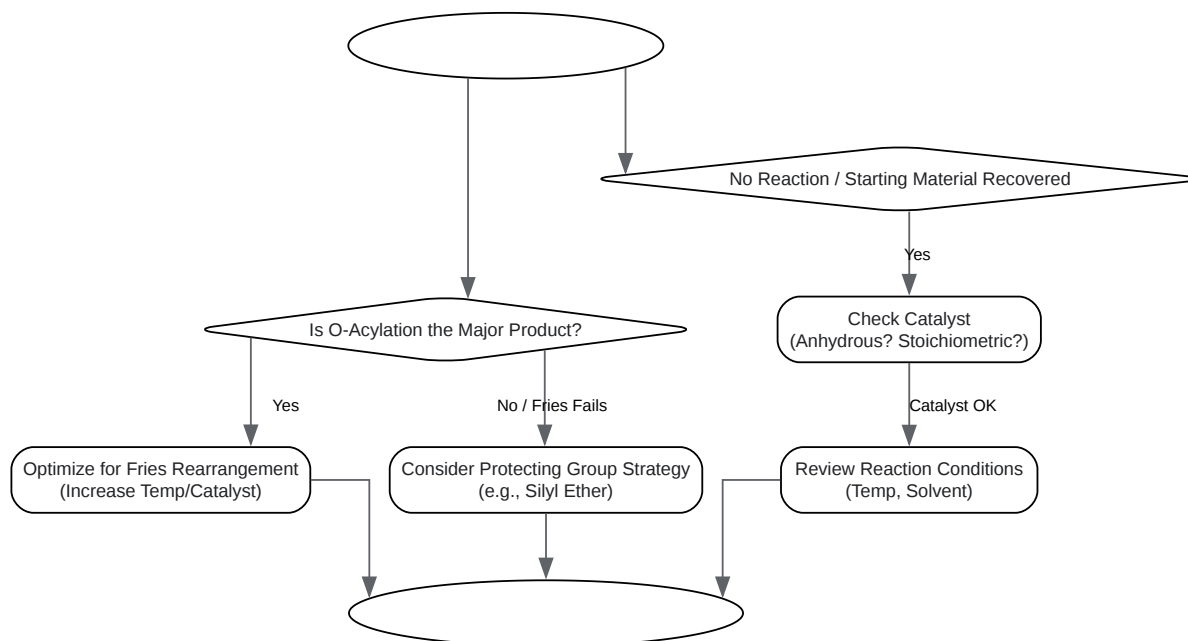 No Reaction / Starting Material Recovered
Yes
Is O-Acylation the Major Product?
Check Catalyst
(Anhydrous? Stoichiometric?)
Yes
No / Fries Fails
Catalyst OK
Optimize for Fries Rearrangement
(Increase Temp/Catalyst)
Consider Protecting Group Strategy
(e.g., Silyl Ether)
Review Reaction Conditions
(Temp, Solvent)